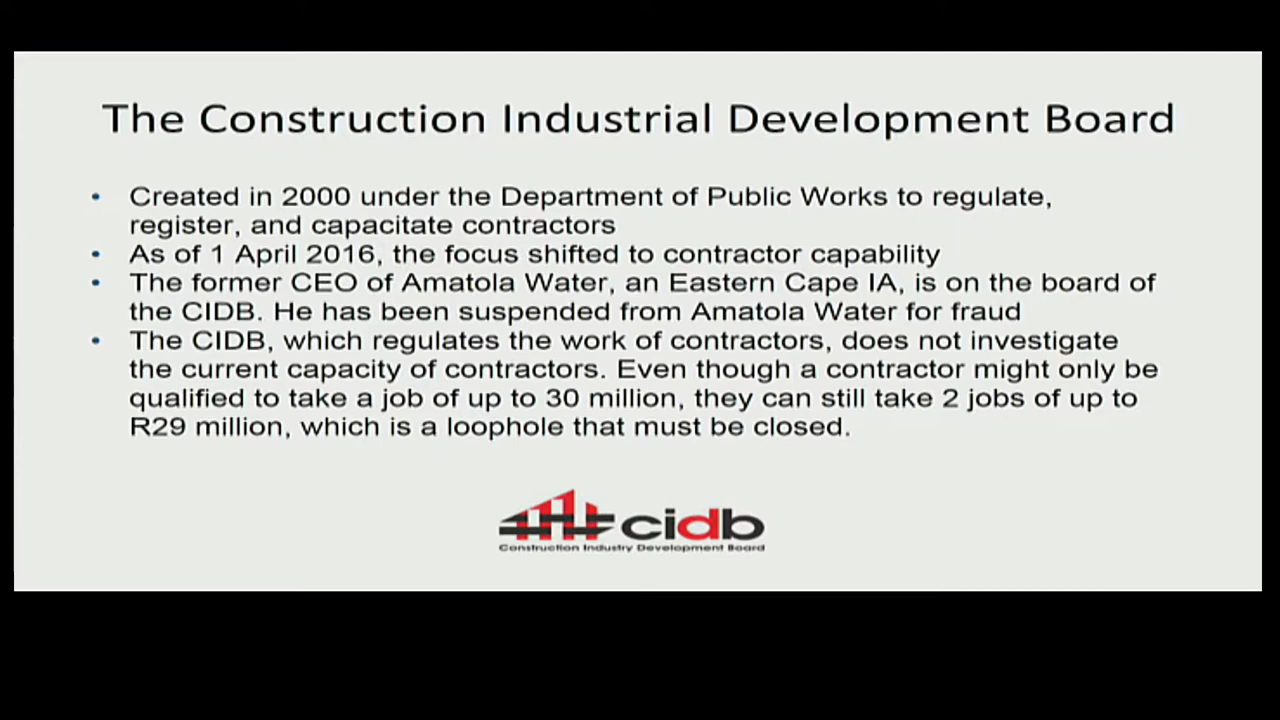 The Construction Industrial Development Board
• Created in 2000 under the Department of Public Works to regulate,
register, and capacitate contractors
• As of 1 April 2016, the focus shifted to contractor capability
• The former CEO of Amatola Water, an Eastern Cape IA, is on the board of
the CIDB. He has been suspended from Amatola Water for fraud
• The CIDB, which regulates the work of contractors, does not investigate
the current capacity of contractors. Even though a contractor might only be
qualified to take a job of up to 30 million, they can still take 2 jobs of up to
R29 million, which is a loophole that must be closed.
cidb
Construction Industry Development Board